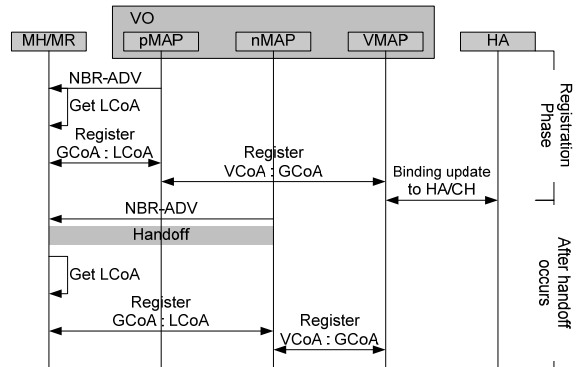 VO
MH/MR
pMAP
nMAP
VMAP
HA
NBR-ADV
Get LCoA
Register
GCoA : LCoA
Register
VCoA : GCoA
Binding update
to HA/CH
Registration
Phase
NBR-ADV
Handoff
Get LCoA
Register
GCoA : LCoA
Register
VCoA : GCoA
After handoff
occurs